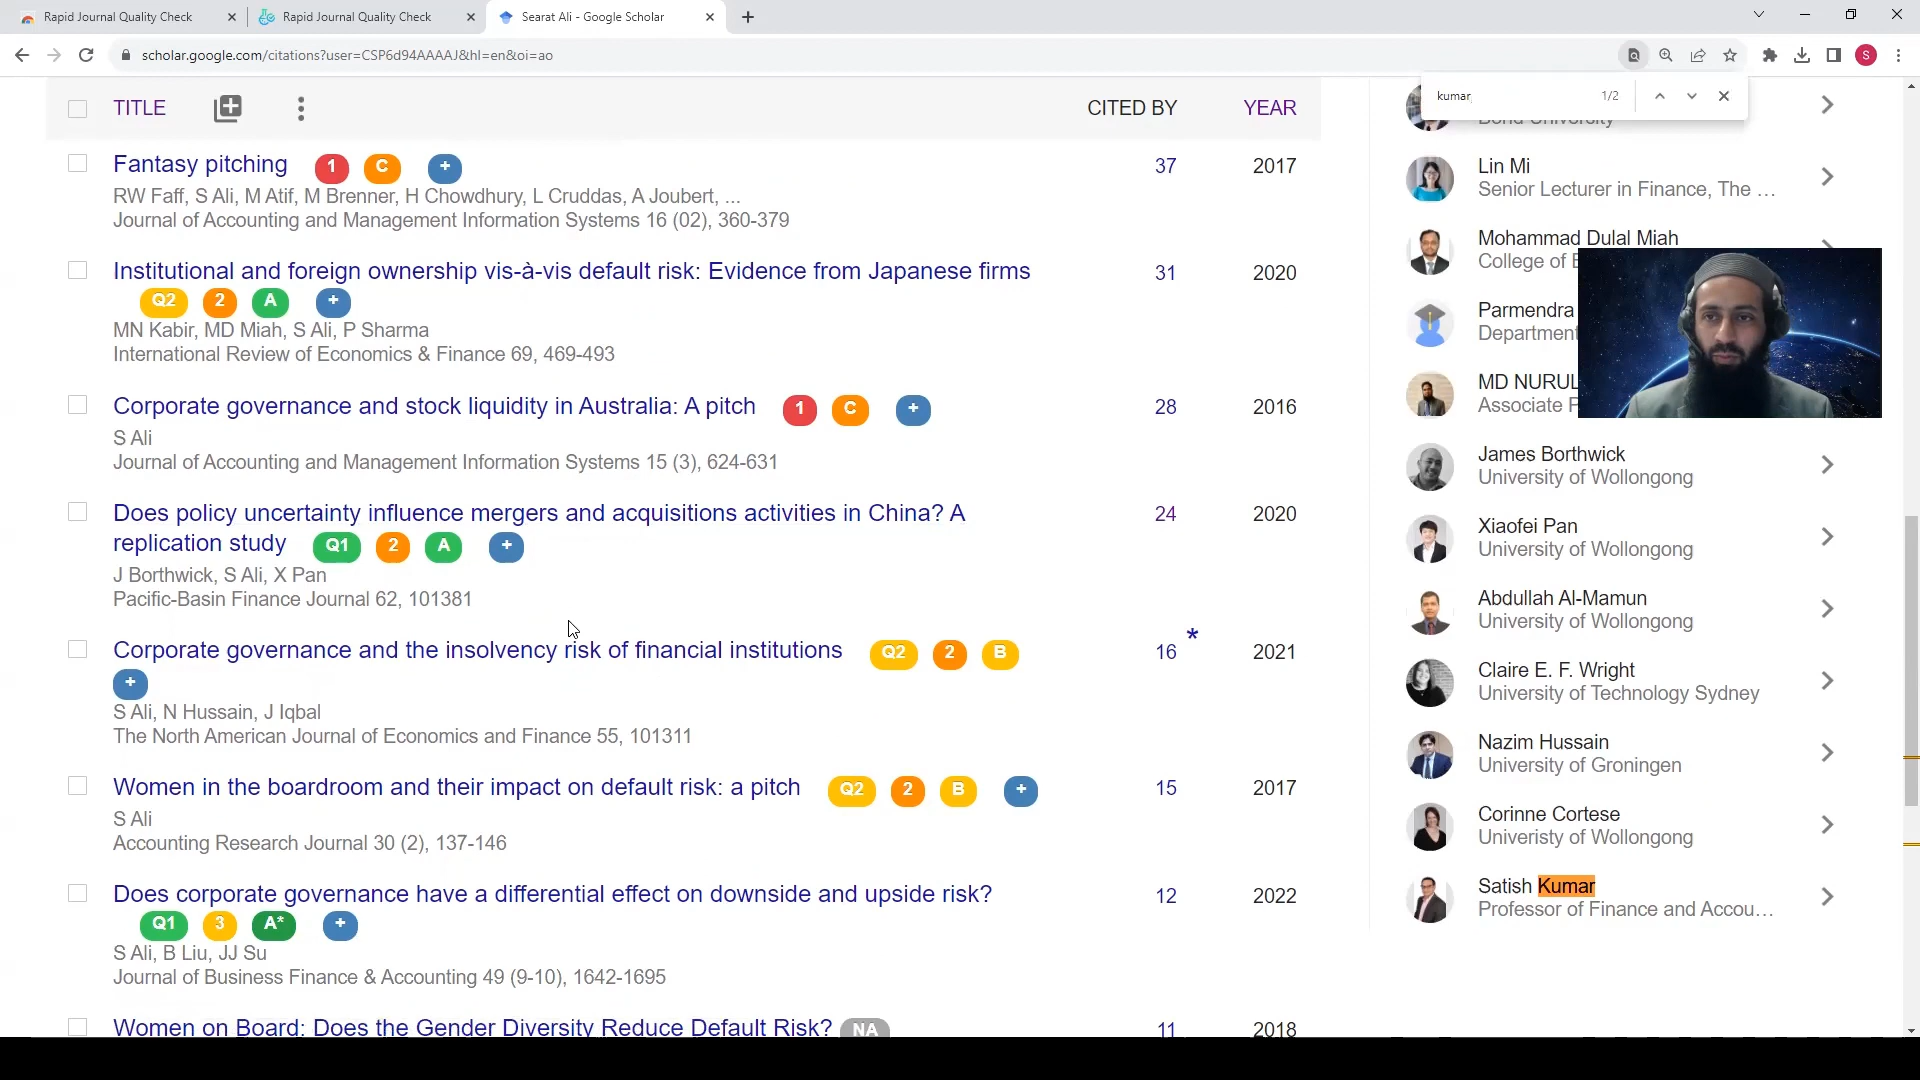 Rapid Journal Quality Check
Rapid Journal Quality Check
Searat Ali - Google Scholar
scholar.google.com/citations?user=CSP6d94AAAAJ&hl=en&oi=ao
S
kumar
1/2
TITLE
CITED BY
YEAR
Fantasy pitching 1 C +
37
2017
RW Faff, S Ali, M Atif, M Brenner, H Chowdhury, L Cruddas, A Joubert, ...
Journal of Accounting and Management Information Systems 16 (02), 360-379
Institutional and foreign ownership vis-à-vis default risk: Evidence from Japanese firms
31
2020
Q2 2 A +
MN Kabir, MD Miah, S Ali, P Sharma
International Review of Economics & Finance 69, 469-493
Corporate governance and stock liquidity in Australia: A pitch 1 C +
28
2016
S Ali
Journal of Accounting and Management Information Systems 15 (3), 624-631
Does policy uncertainty influence mergers and acquisitions activities in China? A
24
2020
replication study Q1 2 A +
J Borthwick, S Ali, X Pan
Pacific-Basin Finance Journal 62, 101381
Corporate governance and the insolvency risk of financial institutions Q2 2 B
16 *
2021
+
S Ali, N Hussain, J Iqbal
The North American Journal of Economics and Finance 55, 101311
Women in the boardroom and their impact on default risk: a pitch Q2 2 B +
15
2017
S Ali
Accounting Research Journal 30 (2), 137-146
Does corporate governance have a differential effect on downside and upside risk?
12
2022
Q1 3 A* +
S Ali, B Liu, JJ Su
Journal of Business Finance & Accounting 49 (9-10), 1642-1695
Women on Board: Does the Gender Diversity Reduce Default Risk? NA
11
2018
Bond University
Lin Mi
Senior Lecturer in Finance, The ...
Mohammad Dulal Miah
College of
Parmendra
Department
MD NURUL
Associate
James Borthwick
University of Wollongong
Xiaofei Pan
University of Wollongong
Abdullah Al-Mamun
University of Wollongong
Claire E. F. Wright
University of Technology Sydney
Nazim Hussain
University of Groningen
Corinne Cortese
Univeristy of Wollongong
Satish Kumar
Professor of Finance and Accou...